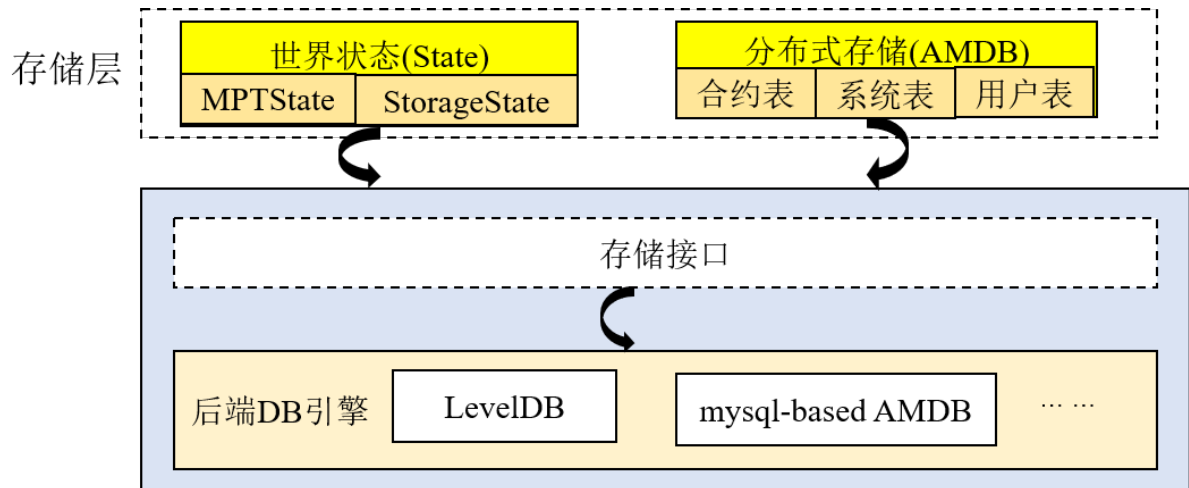 存储层
世界状态(State)
MPTState
StorageState
分布式存储(AMDB)
合约表
系统表
用户表
存储接口
后端DB引擎
LevelDB
mysql-based AMDB
... ...